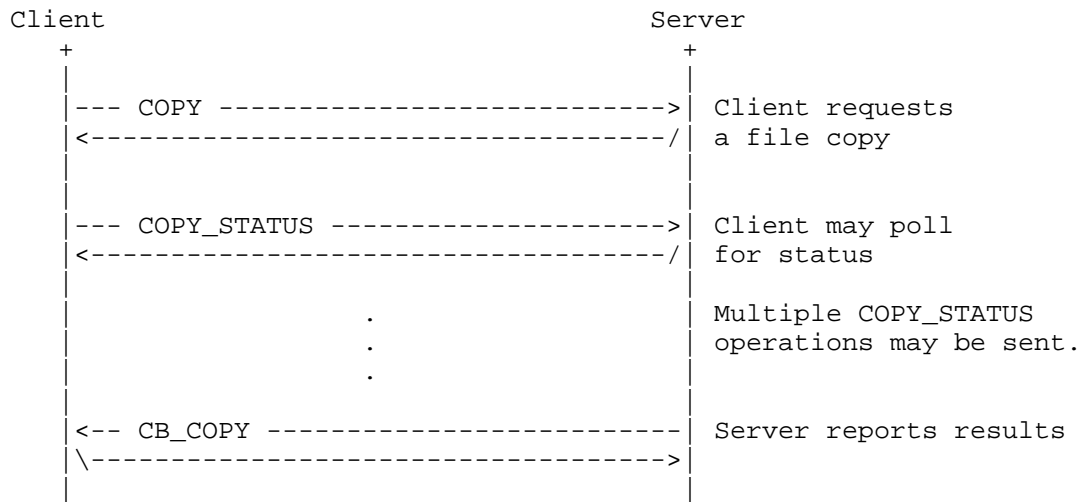 Client Server
+ +
| |
|--- COPY ---------------------------->| Client requests
|<------------------------------------/| a file copy
| |
| |
|--- COPY_STATUS --------------------->| Client may poll
|<------------------------------------/| for status
| |
| . | Multiple COPY_STATUS
| . | operations may be sent.
| . |
| |
|<-- CB_COPY --------------------------| Server reports results
|\------------------------------------>|
| |